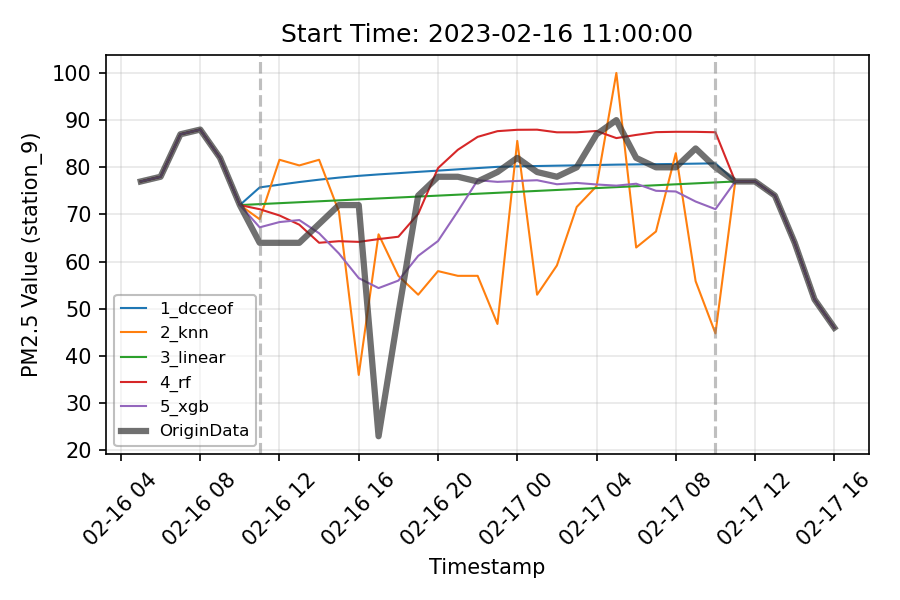 Start Time: 2023-02-16 11:00:00
PM2.5 Value (station_9)
100
90
80
70
60
50
40
30
20
1_dcceof
2_knn
3_linear
4_rf
5_xgb
OriginData
02-16 04
02-16 08
02-16 12
02-16 16
02-16 20
02-17 00
02-17 04
02-17 08
02-17 12
02-17 16
Timestamp